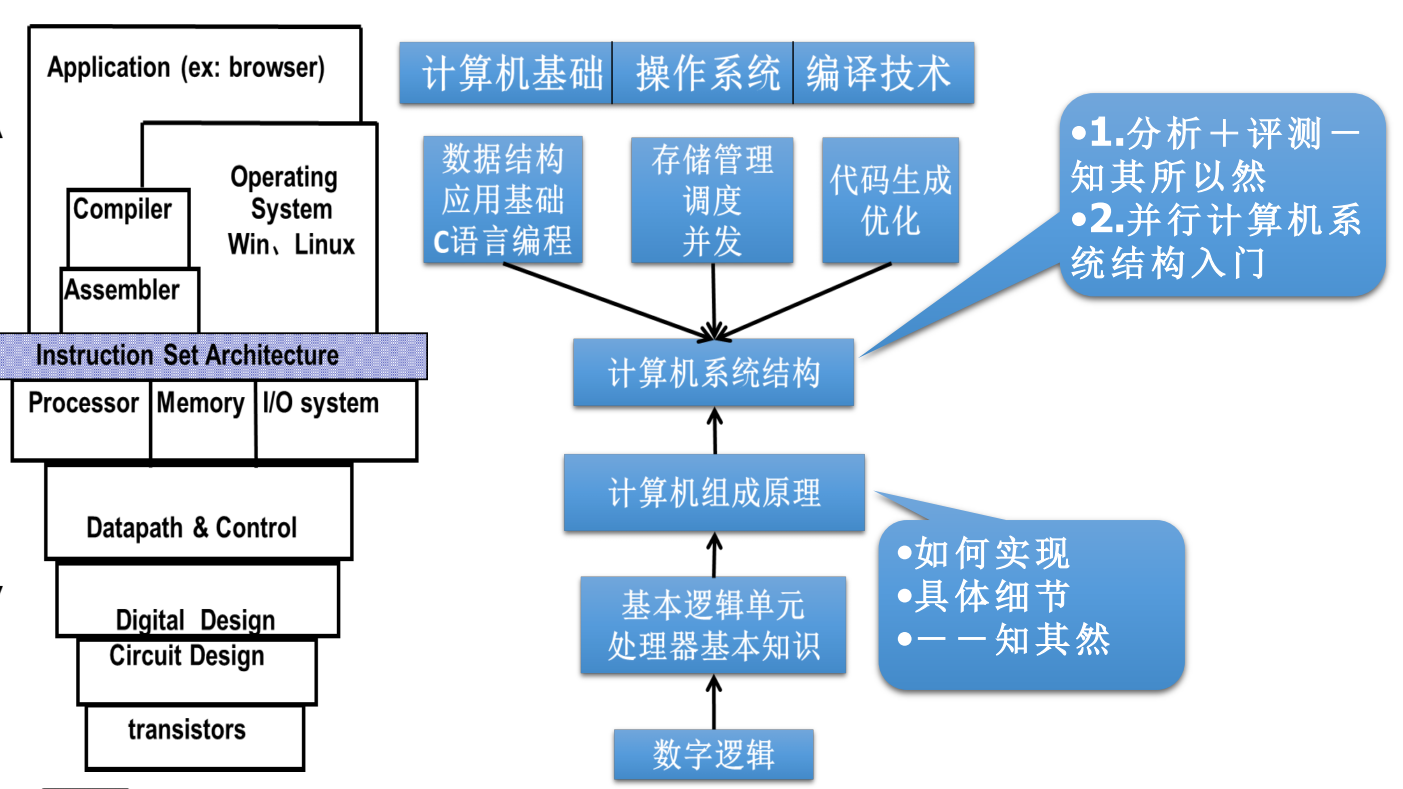 Application (ex: browser)
Operating
System
Win、Linux
Compiler
Assembler
Instruction Set Architecture
Processor
Memory
I/O system
Datapath & Control
Digital Design
Circuit Design
transistors
计算机基础
操作系统
编译技术
数据结构
应用基础
C语言编程
存储管理
调度
并发
代码生成
优化
计算机系统结构
•1.分析＋评测－
知其所以然
•2.并行计算机系
统结构入门
计算机组成原理
•如何实现
•具体细节
•－－知其然
基本逻辑单元
处理器基本知识
数字逻辑